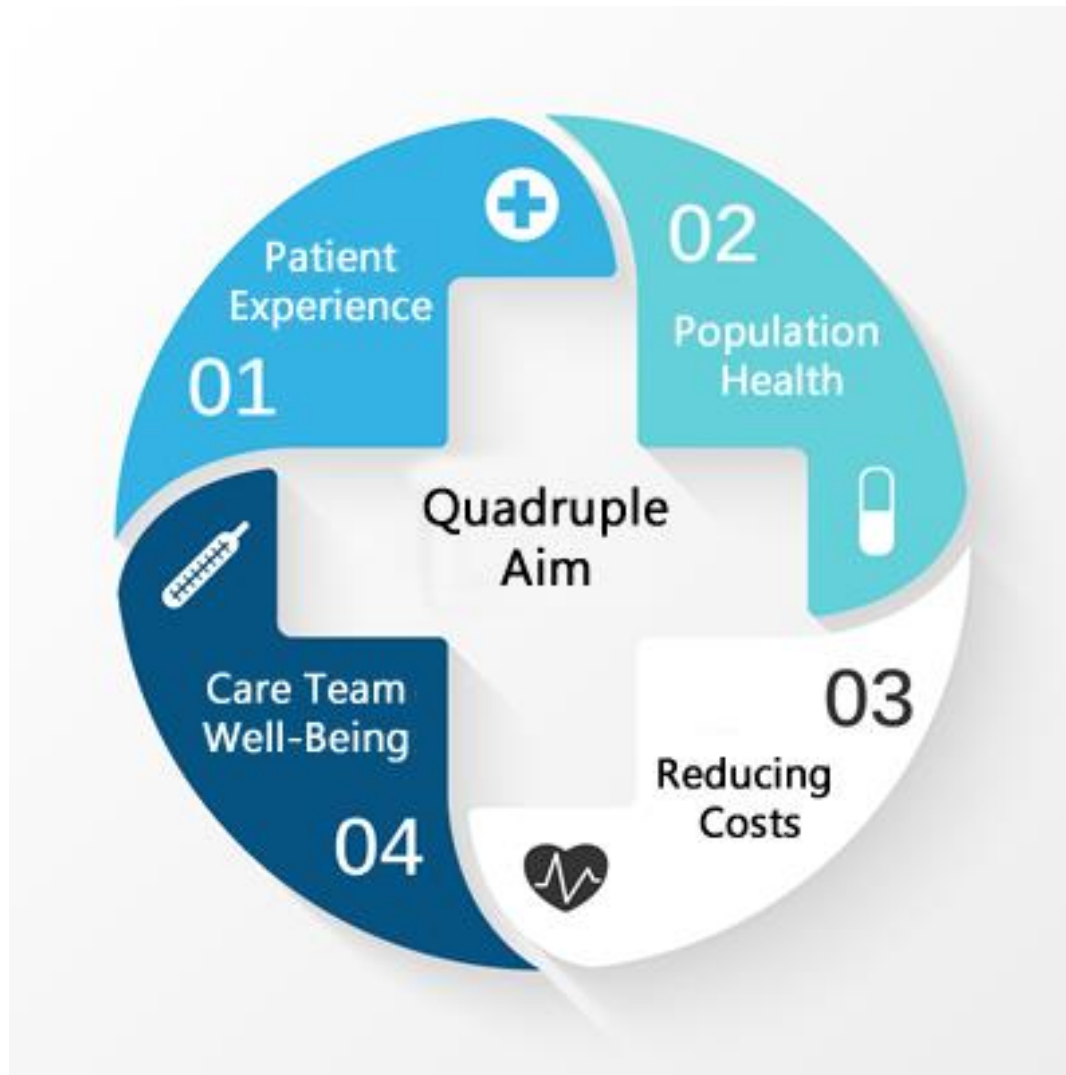 Patient
Experience
01
02
Population
Health
Quadruple
Aim
03
Reducing
Costs
Care Team
Well-Being
04